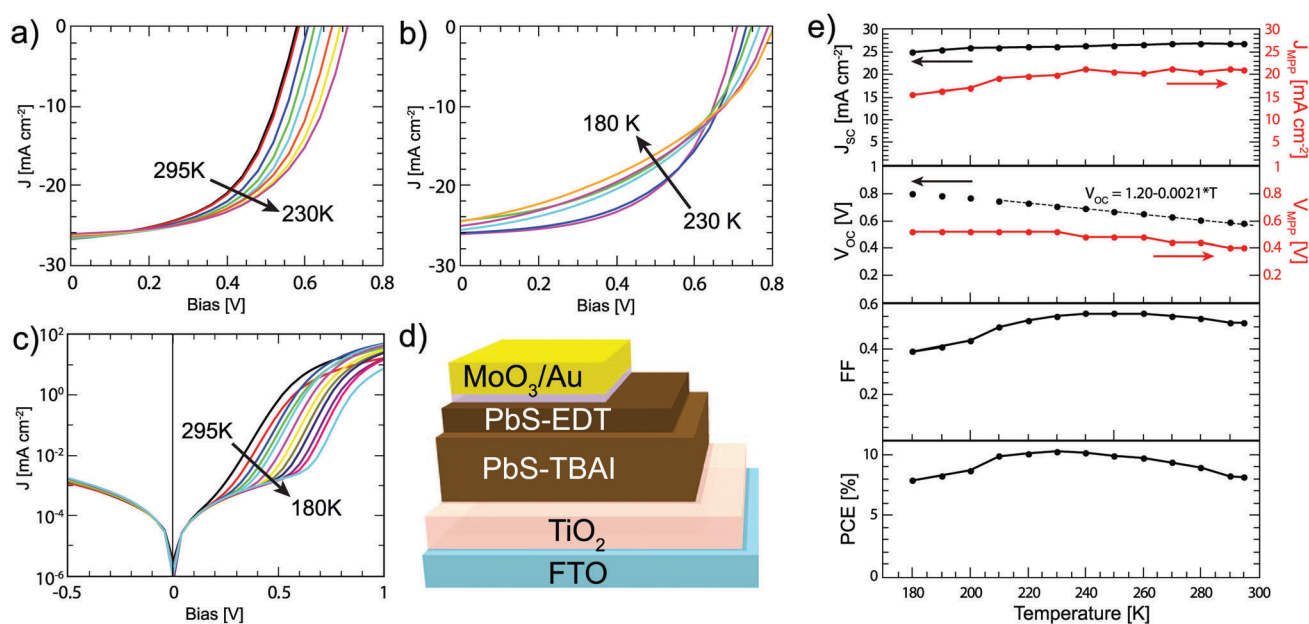 a)
0
-10
-20
-30
J [mA cm⁻²]
295K
230K
0
0.2
0.4
0.6
0.8
Bias [V]
b)
0
-10
-20
-30
J [mA cm⁻²]
180 K
230 K
0
0.2
0.4
0.6
0.8
Bias [V]
c)
10²
10⁰
10⁻²
10⁻⁴
10⁻⁶
J [mA cm⁻²]
295K
180K
-0.5
0
0.5
1
Bias [V]
d)
MoO₃/Au
PbS-EDT
PbS-TBAI
TiO₂
FTO
e)
30
25
20
15
10
5
1
J_SC [mA cm⁻²]
30
25
20
15
10
5
1
J_MPP [mA cm⁻²]
0.8
0.6
0.4
0.2
V_OC [V]
V_OC = 1.20-0.0021*T
0.8
0.6
0.4
0.2
V_MPP [V]
0.6
0.4
FF
10
5
0
PCE [%]
180
200
220
240
260
280
300
Temperature [K]